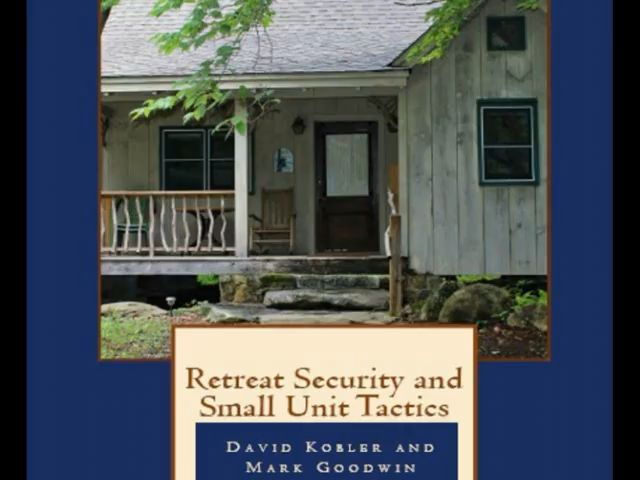 Retreat Security and
Small Unit Tactics
David Kobler and
Mark Goodwin